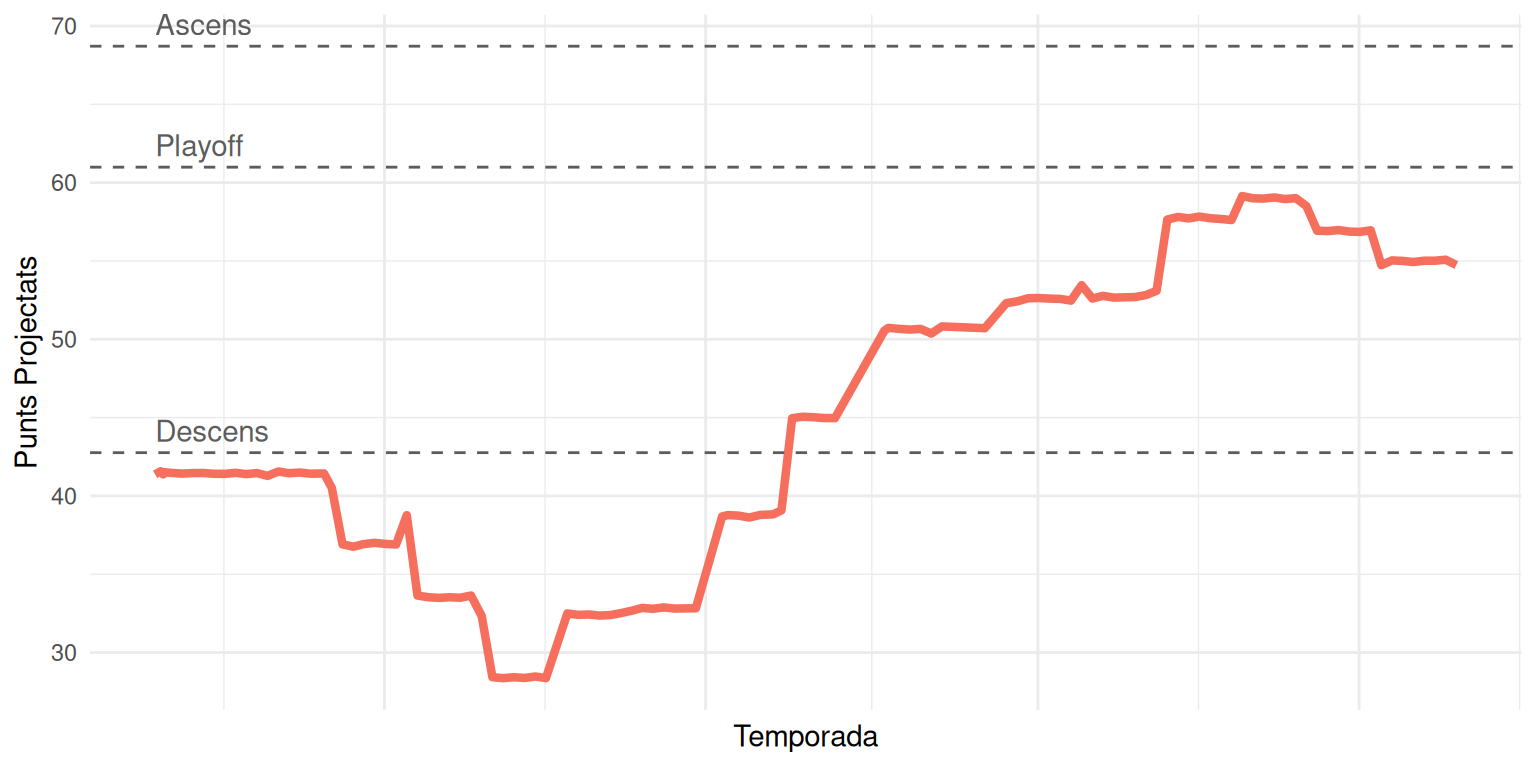 Ascens
70
Playoff
60
50
Descens
40
30
Punts Projectats
Temporada